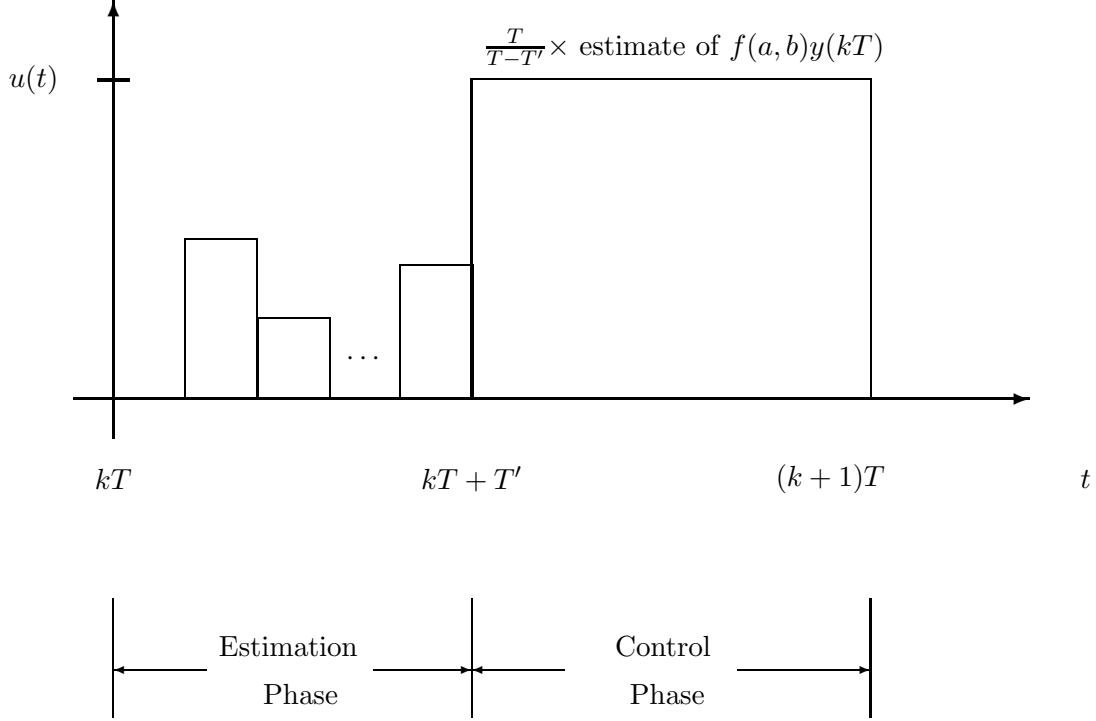 T/(T−T′) × estimate of f(a, b)y(kT)
u(t)
...
kT
kT + T′
(k + 1)T
t
Estimation
Phase
Control
Phase